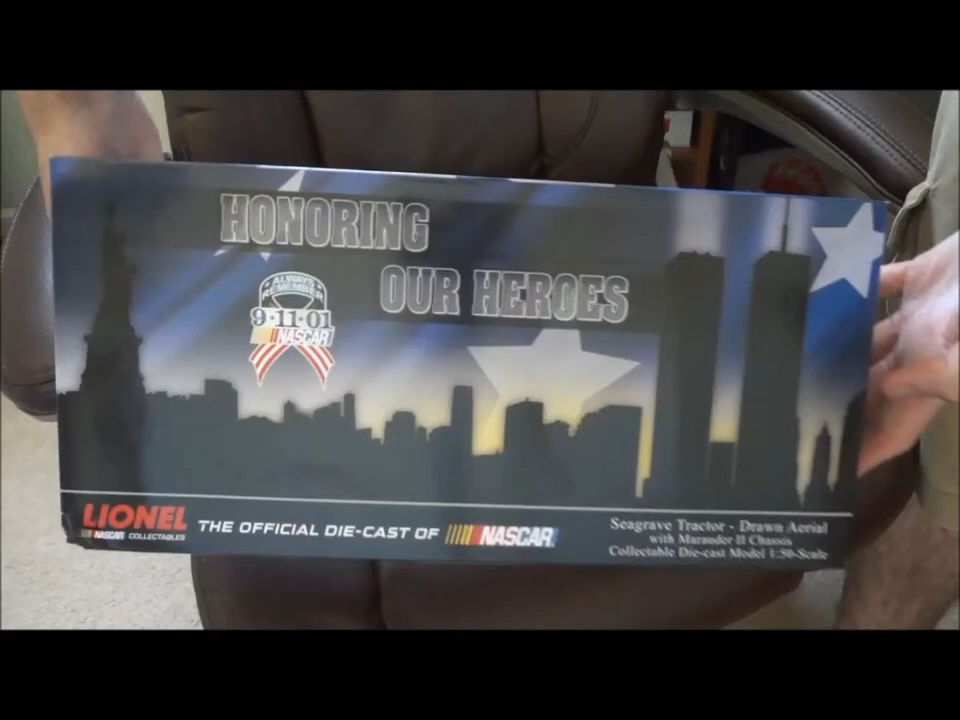 HONORING
OUR HEROES
ALWAYS
REMEMBER
9·11·01
NASCAR
LIONEL
NASCAR COLLECTABLES
THE OFFICIAL DIE-CAST OF NASCAR
Seagrave Tractor - Drawn Aerial
with Marauder II Chassis
Collectable Die-cast Model 1:50-Scale